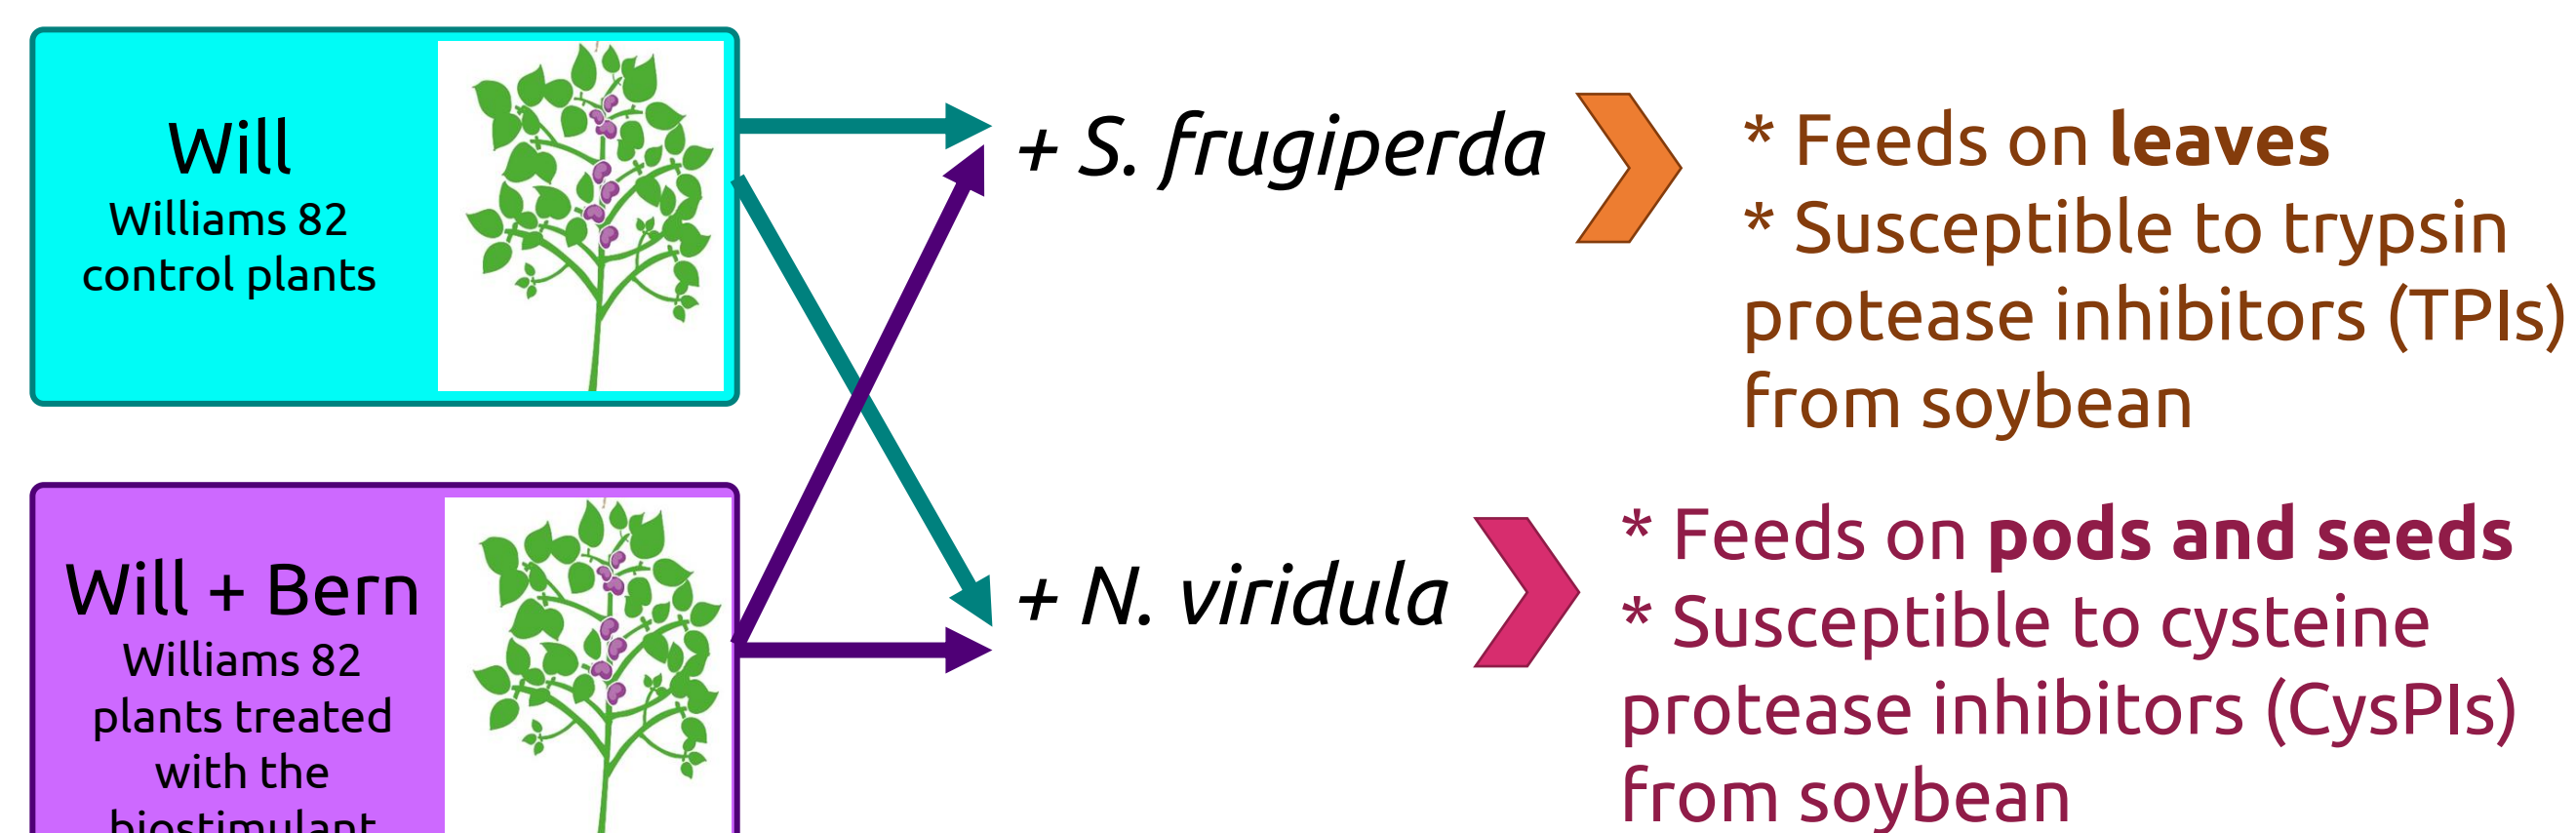 Will
Williams 82
control plants
+ S. frugiperda
* Feeds on leaves
* Susceptible to trypsin
protease inhibitors (TPIs)
from soybean
Will + Bern
Williams 82
plants treated
with the
biostimulant
+ N. viridula
* Feeds on pods and seeds
* Susceptible to cysteine
protease inhibitors (CysPIs)
from soybean